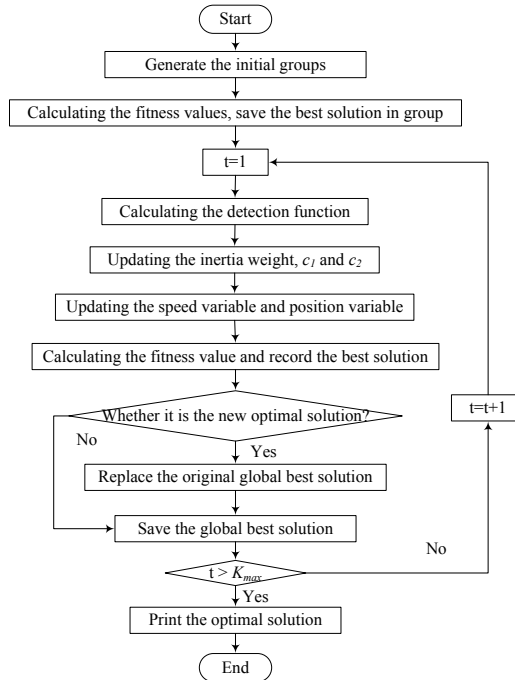 Start
Generate the initial groups
Calculating the fitness values, save the best solution in group
t=1
Calculating the detection function
Updating the inertia weight, c1 and c2
Updating the speed variable and position variable
Calculating the fitness value and record the best solution
Whether it is the new optimal solution?
t=t+1
No
Yes
Replace the original global best solution
Save the global best solution
No
t > Kmax
Yes
Print the optimal solution
End